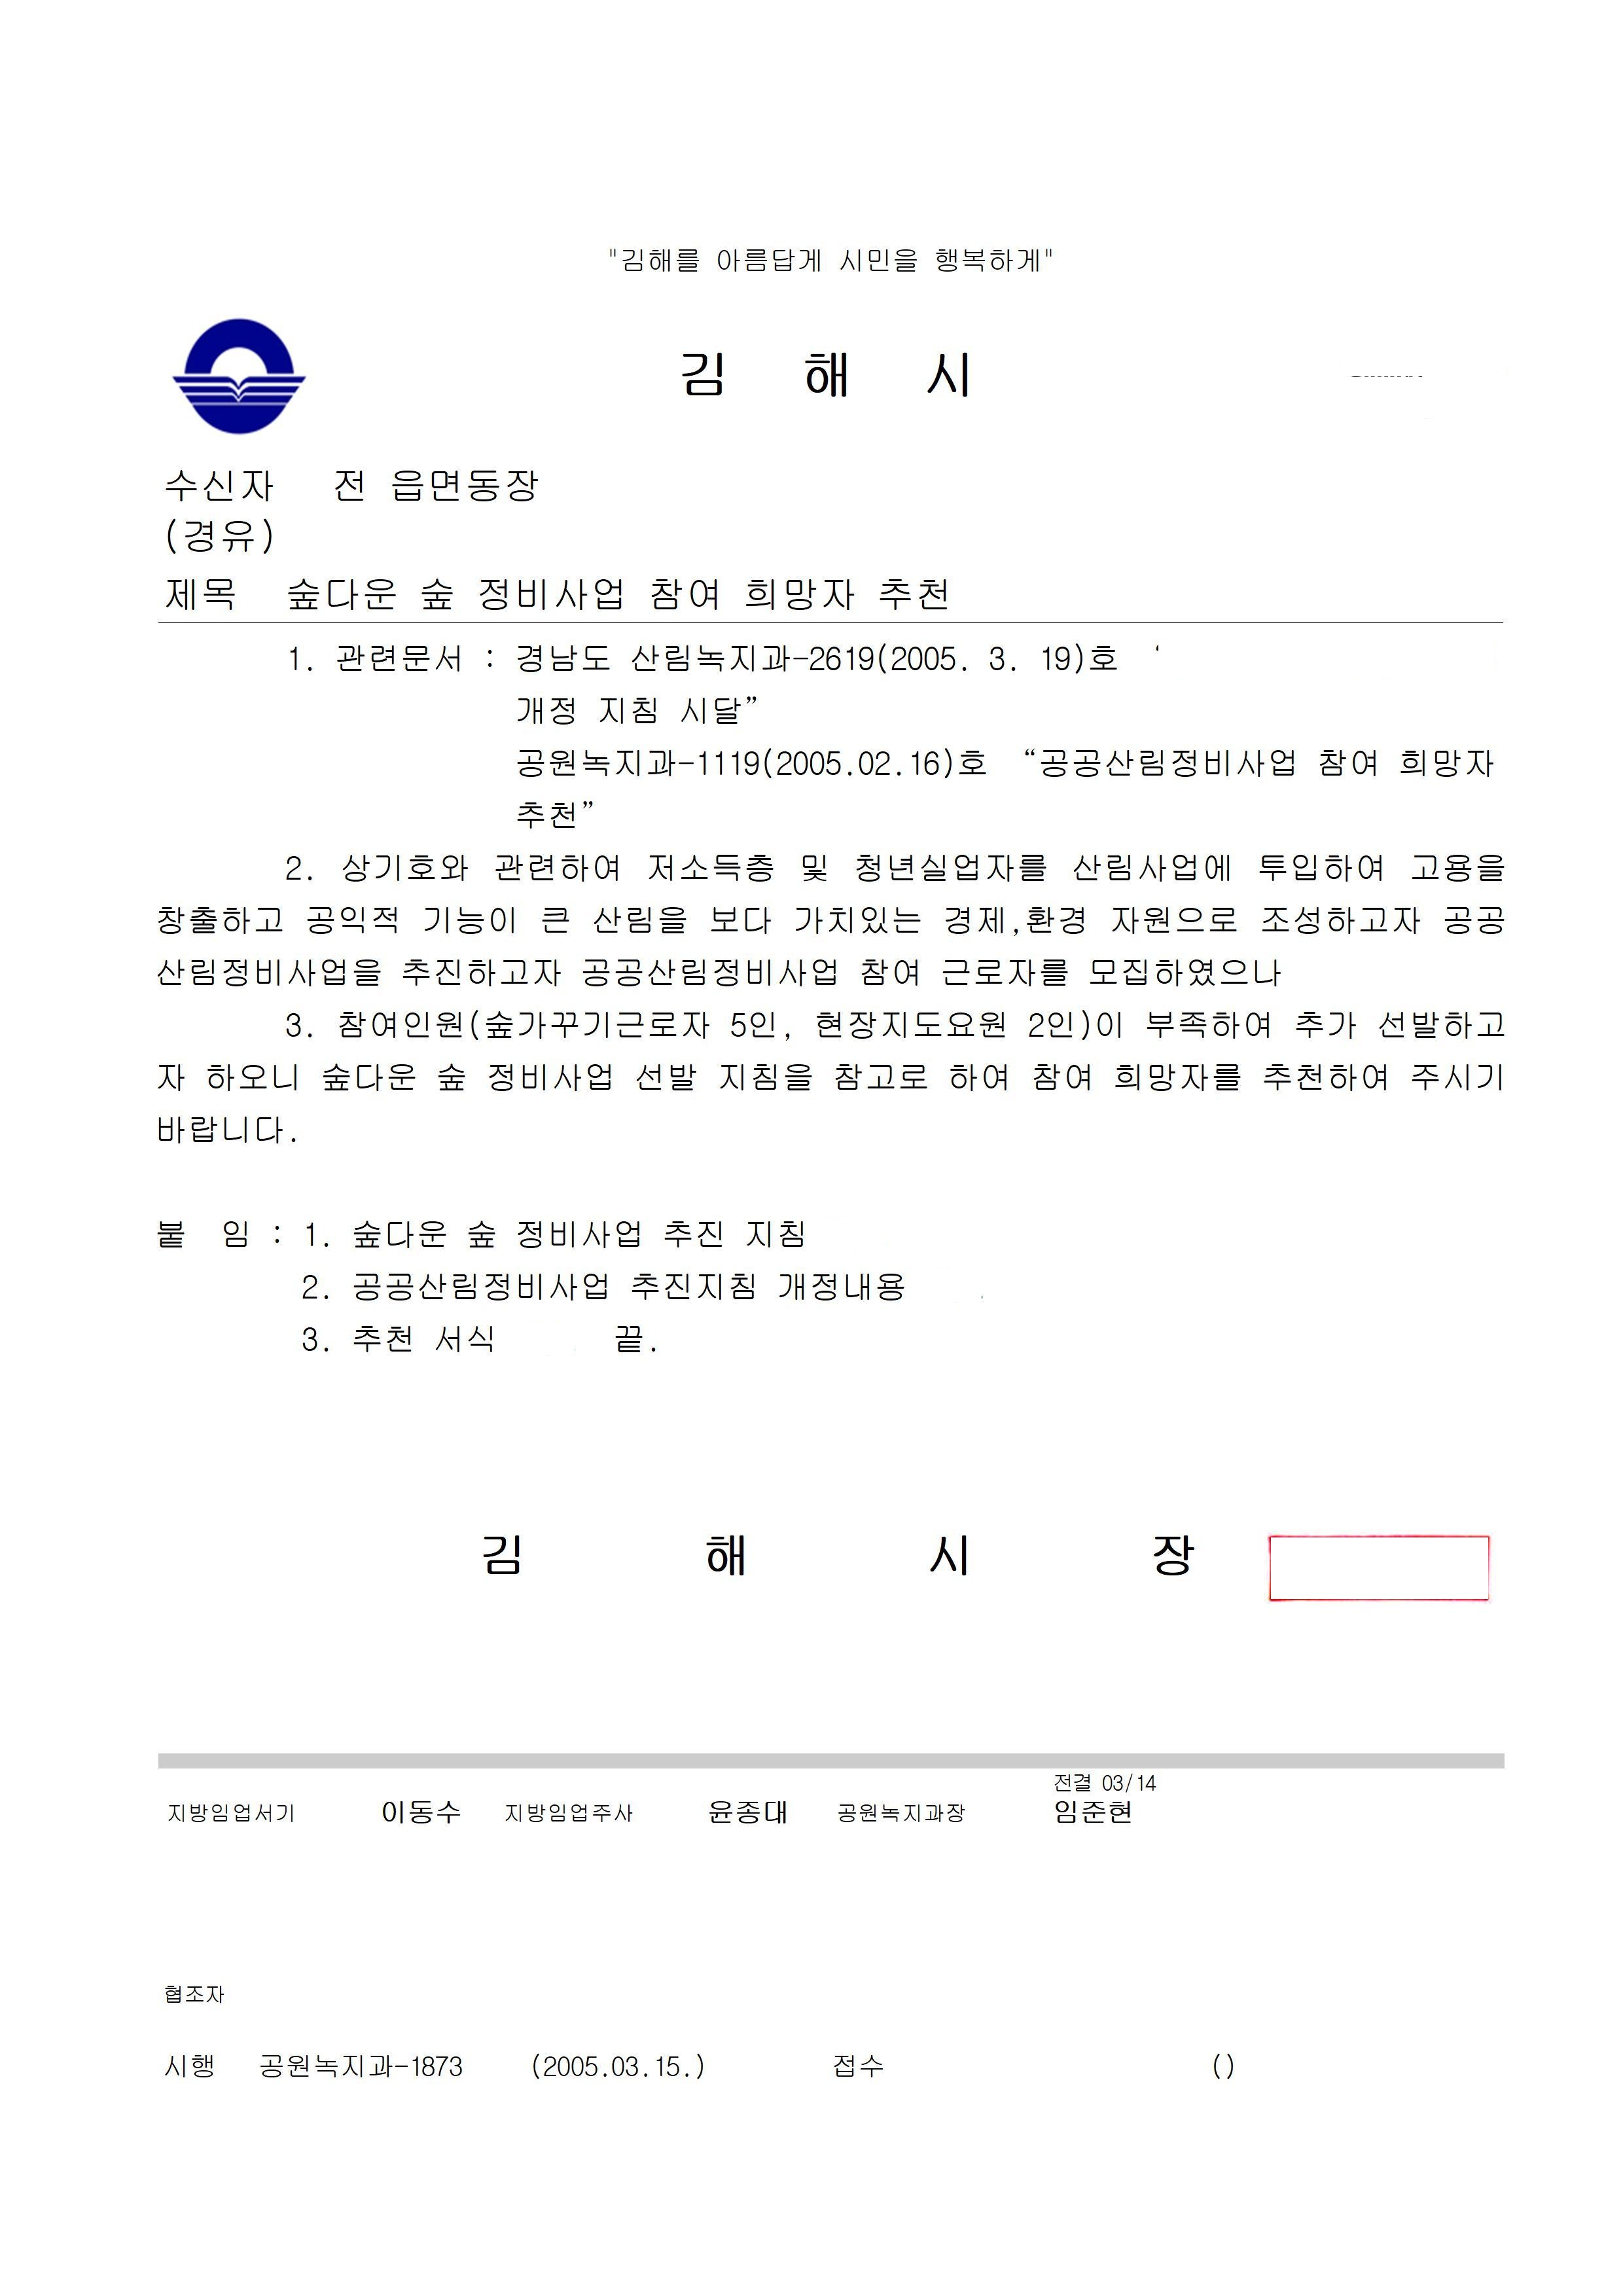 "김해를 아름답게 시민을 행복하게"
김 해 시
수신자 전 읍면동장
(경유)
제목 숲다운 숲 정비사업 참여 희망자 추천
1. 관련문서 : 경남도 산림녹지과-2619(2005. 3. 19)호 ‘
개정 지침 시달”
공원녹지과-1119(2005.02.16)호 “공공산림정비사업 참여 희망자
추천”
2. 상기호와 관련하여 저소득층 및 청년실업자를 산림사업에 투입하여 고용을
창출하고 공익적 기능이 큰 산림을 보다 가치있는 경제,환경 자원으로 조성하고자 공공
산림정비사업을 추진하고자 공공산림정비사업 참여 근로자를 모집하였으나
3. 참여인원(숲가꾸기근로자 5인, 현장지도요원 2인)이 부족하여 추가 선발하고
자 하오니 숲다운 숲 정비사업 선발 지침을 참고로 하여 참여 희망자를 추천하여 주시기
바랍니다.
붙 임 : 1. 숲다운 숲 정비사업 추진 지침
2. 공공산림정비사업 추진지침 개정내용
3. 추천 서식 끝.
김 해 시 장
전결 03/14
지방임업서기 이동수 지방임업주사 윤종대 공원녹지과장 임준현
협조자
시행 공원녹지과-1873 (2005.03.15.) 접수 ()